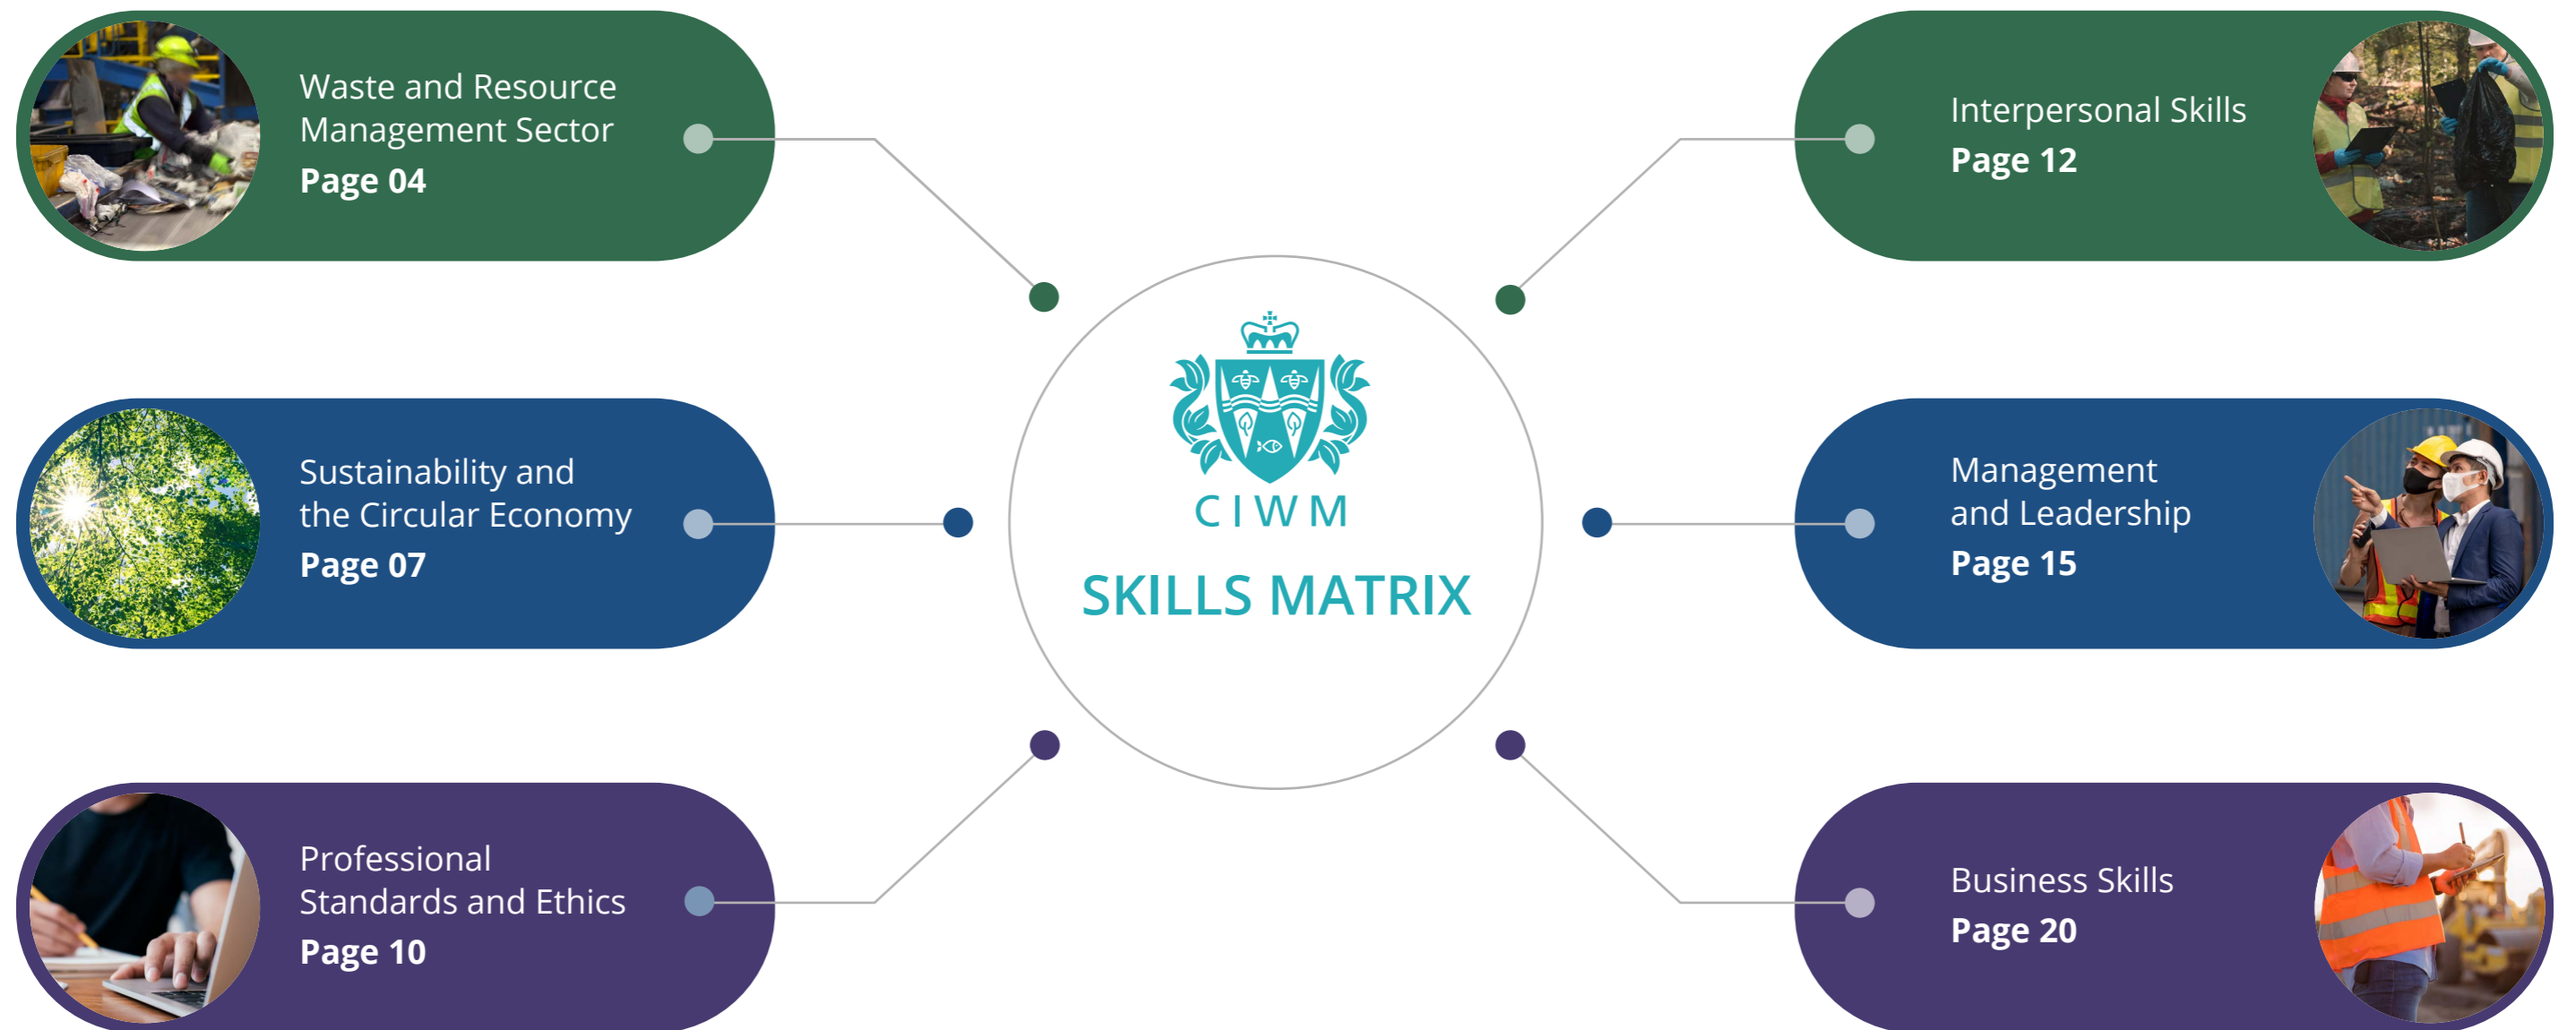 Waste and Resource
Management Sector
Page 04
Sustainability and
the Circular Economy
Page 07
Professional
Standards and Ethics
Page 10
CIWM
SKILLS MATRIX
Interpersonal Skills
Page 12
Management
and Leadership
Page 15
Business Skills
Page 20